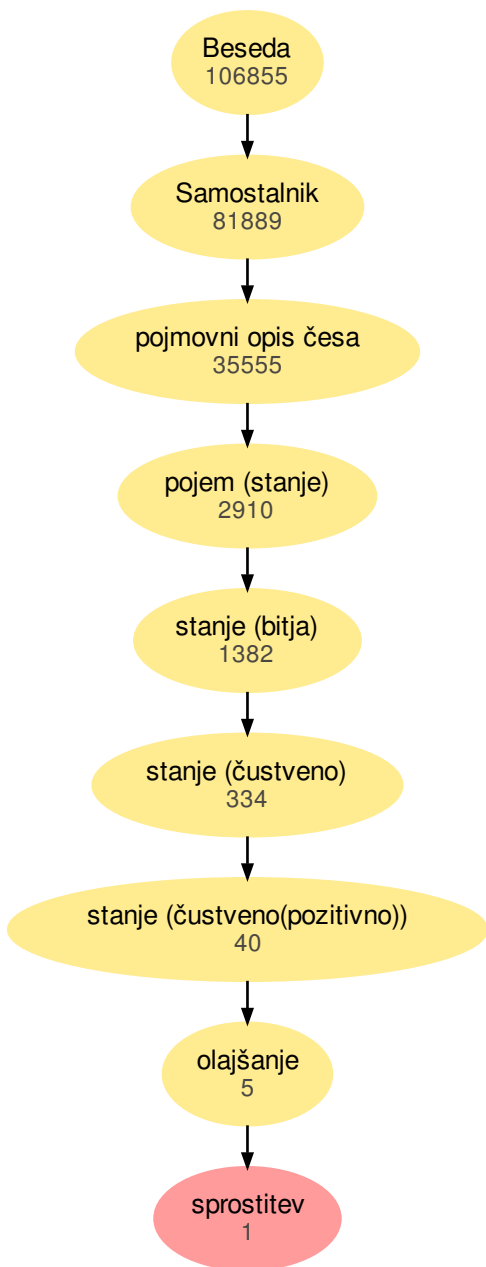 Beseda
106855
Samostalnik
81889
pojmovni opis česa
35555
pojem (stanje)
2910
stanje (bitja)
1382
stanje (čustveno)
334
stanje (čustveno(pozitivno))
40
olajšanje
5
sprostitev
1